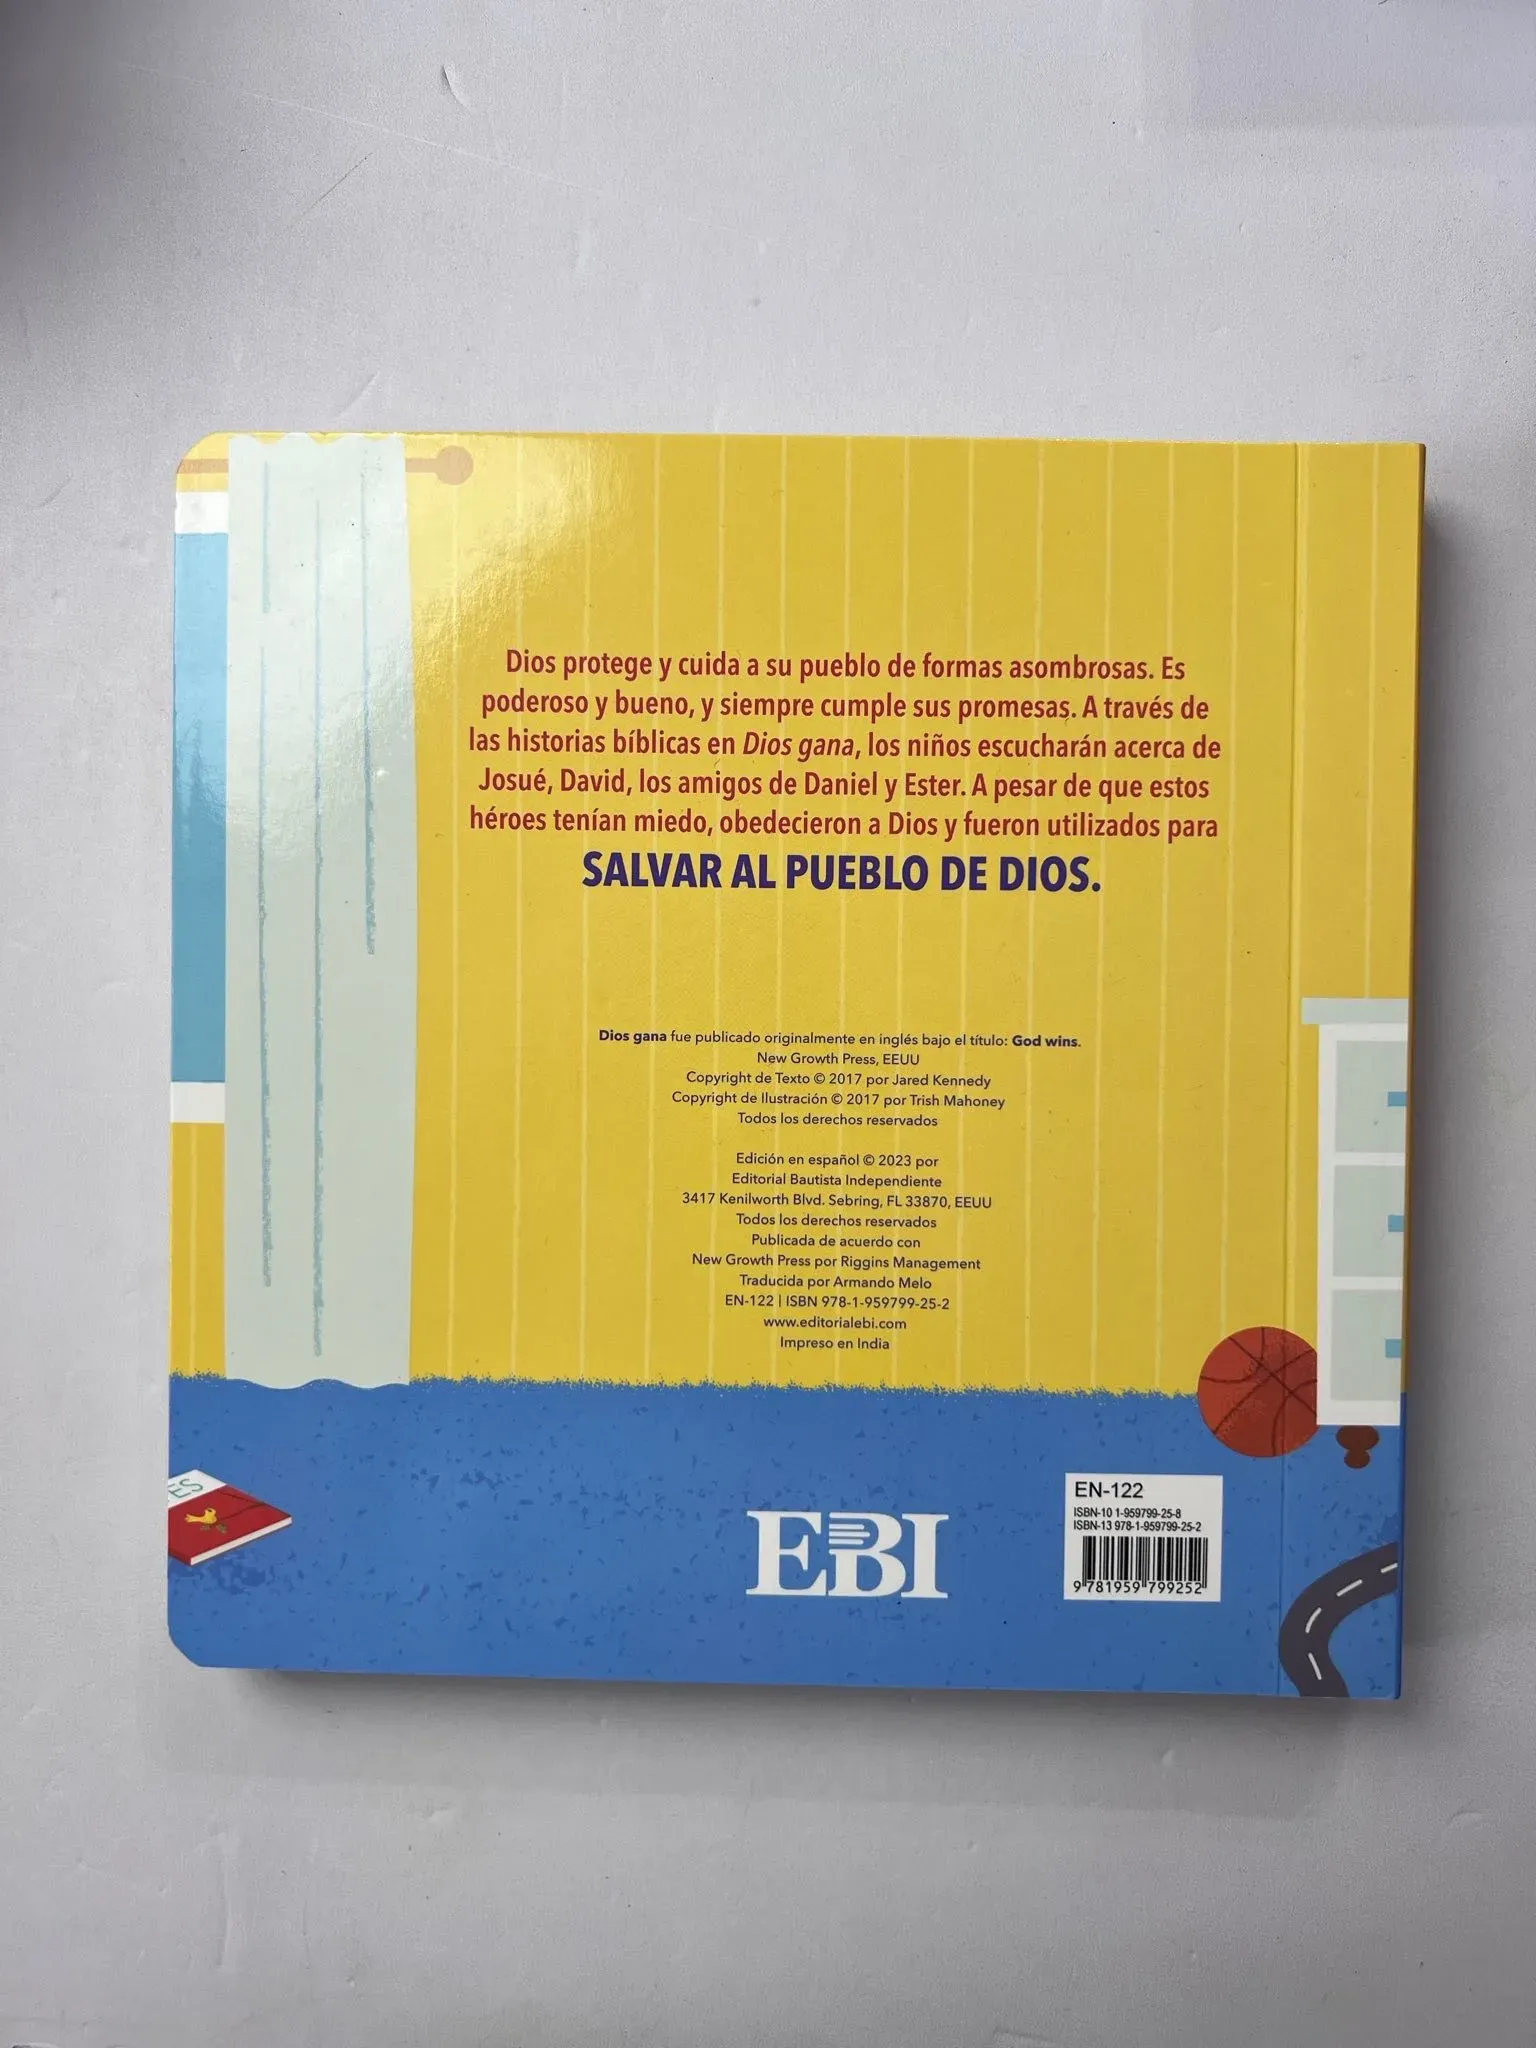 Dios protege y cuida a su pueblo de formas asombrosas. Es
poderoso y bueno, y siempre cumple sus promesas. A través de
las historias bíblicas en Dios gana, los niños escucharán acerca de
Josué, David, los amigos de Daniel y Ester. A pesar de que estos
héroes tenían miedo, obedecieron a Dios y fueron utilizados para
SALVAR AL PUEBLO DE DIOS.
Dios gana fue publicado originalmente en inglés bajo el título: God wins.
New Growth Press, EEUU
Copyright de Texto © 2017 por Jared Kennedy
Copyright de Ilustración © 2017 por Trish Mahoney
Todos los derechos reservados
Edición en español © 2023 por
Editorial Bautista Independiente
3417 Kenilworth Blvd. Sebring, FL 33870, EEUU
Todos los derechos reservados
Publicada de acuerdo con
New Growth Press por Riggins Management
Traducida por Armando Melo
EN-122 | ISBN 978-1-959799-25-2
www.editorialebi.com
Impreso en India
ES
EBI
EN-122
ISBN-10 1-959799-25-8
ISBN-13 978-1-959799-25-2
9 781959 799252